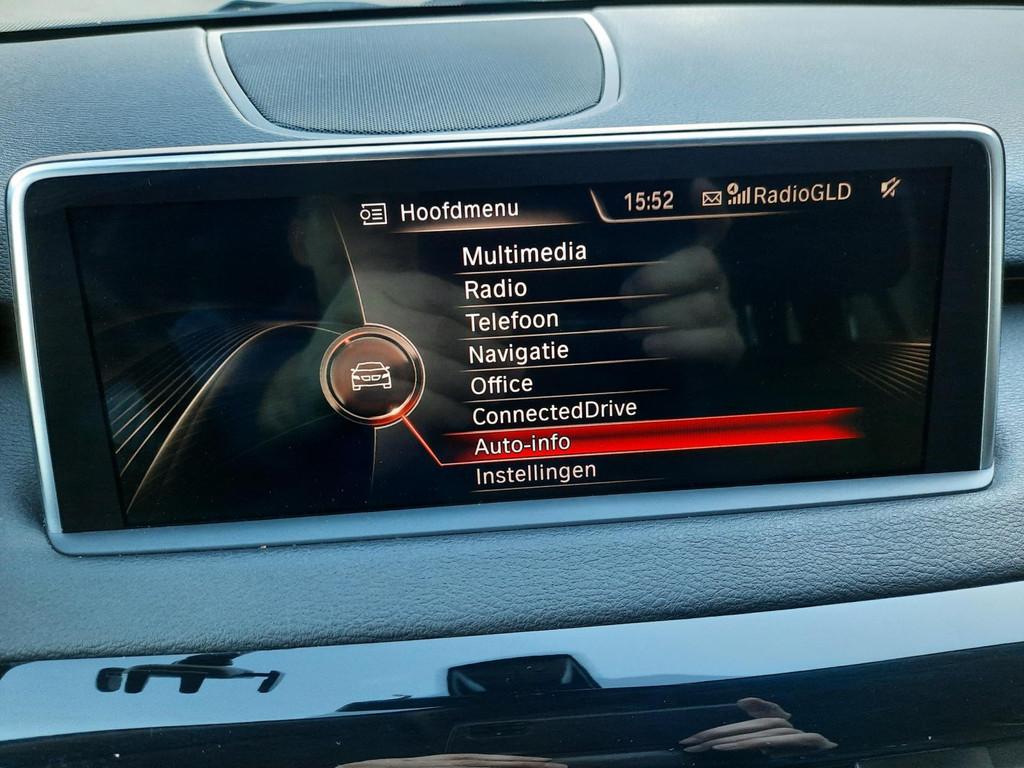 Hoofdmenu 15:52 RadioGLD
Multimedia
Radio
Telefoon
Navigatie
Office
ConnectedDrive
Auto-info
Instellingen